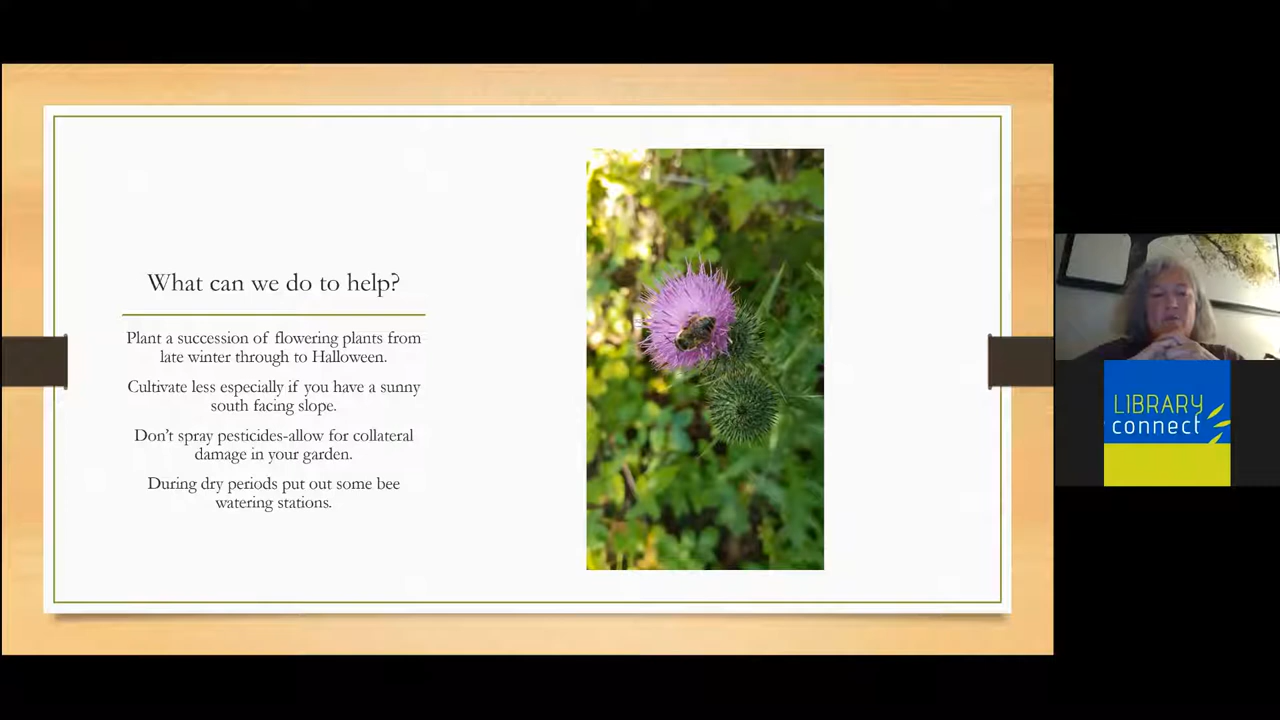 What can we do to help?
Plant a succession of flowering plants from
late winter through to Halloween.
Cultivate less especially if you have a sunny
south facing slope.
Don't spray pesticides-allow for collateral
damage in your garden.
During dry periods put out some bee
watering stations.
LIBRARY
connect